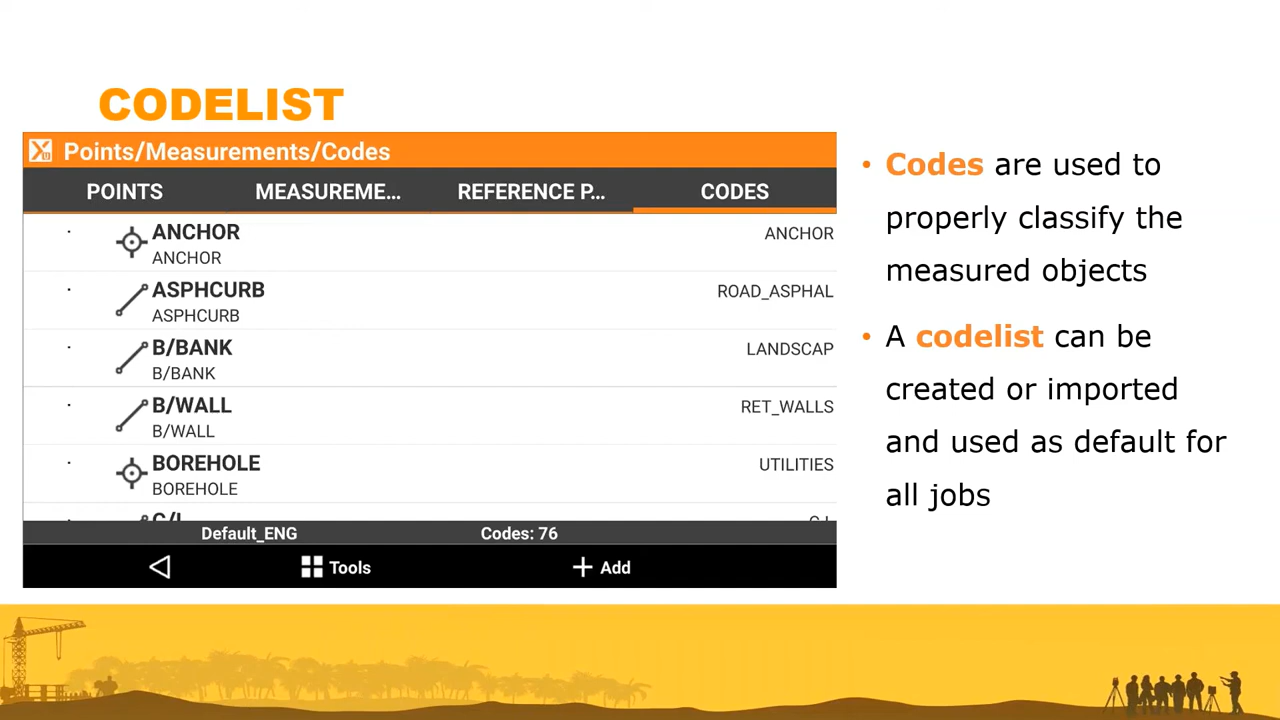 CODELIST
Points/Measurements/Codes
POINTS MEASUREME... REFERENCE P... CODES
ANCHOR ANCHOR
ANCHOR
ASPHCURB ROAD_ASPHAL
ASPHCURB
B/BANK LANDSCAP
B/BANK
B/WALL RET_WALLS
B/WALL
BOREHOLE UTILITIES
BOREHOLE
Default_ENG Codes: 76
Tools Add
• Codes are used to
properly classify the
measured objects
• A codelist can be
created or imported
and used as default for
all jobs